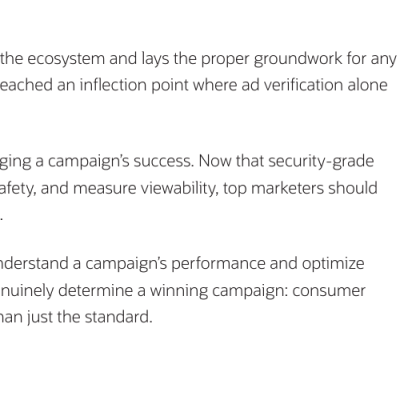 the ecosystem and lays the proper groundwork for any
eached an inflection point where ad verification alone
ging a campaign’s success. Now that security-grade
afety, and measure viewability, top marketers should
.
nderstand a campaign’s performance and optimize
nuinely determine a winning campaign: consumer
han just the standard.